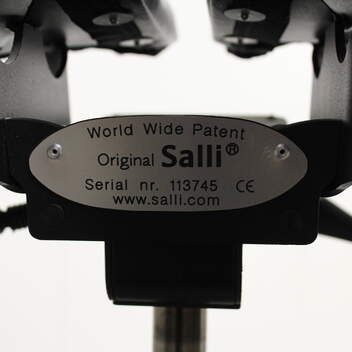 World Wide Patent
Original Salli®
Serial nr. 113745 CE
www.salli.com